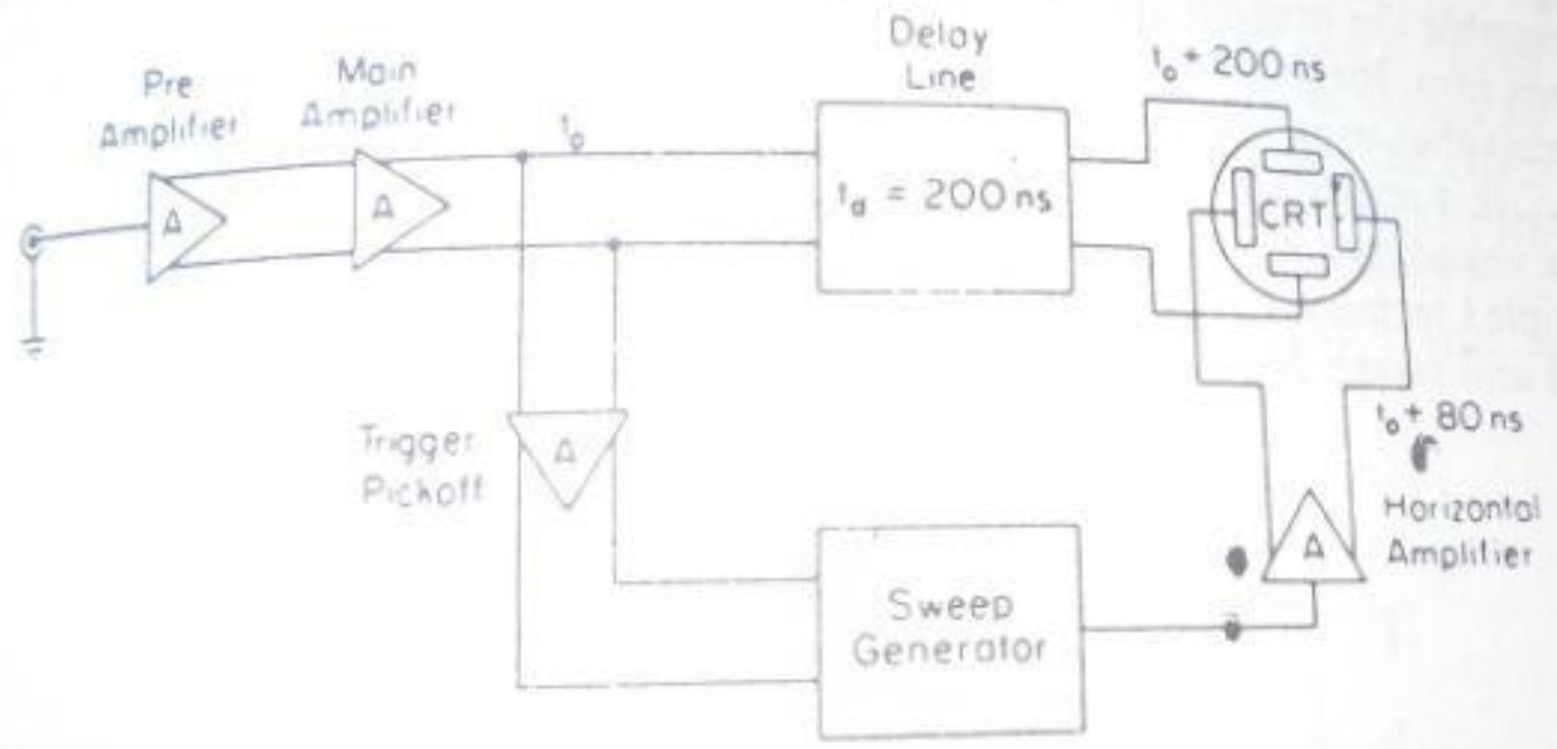 Delay
Line
t₀ + 200 ns
Pre
Amplifier
Main
Amplifier
t₀
A
A
t_d = 200 ns
CRT
Trigger
Pickoff
A
t₀ + 80 ns
Horizontal
Amplifier
A
Sweep
Generator